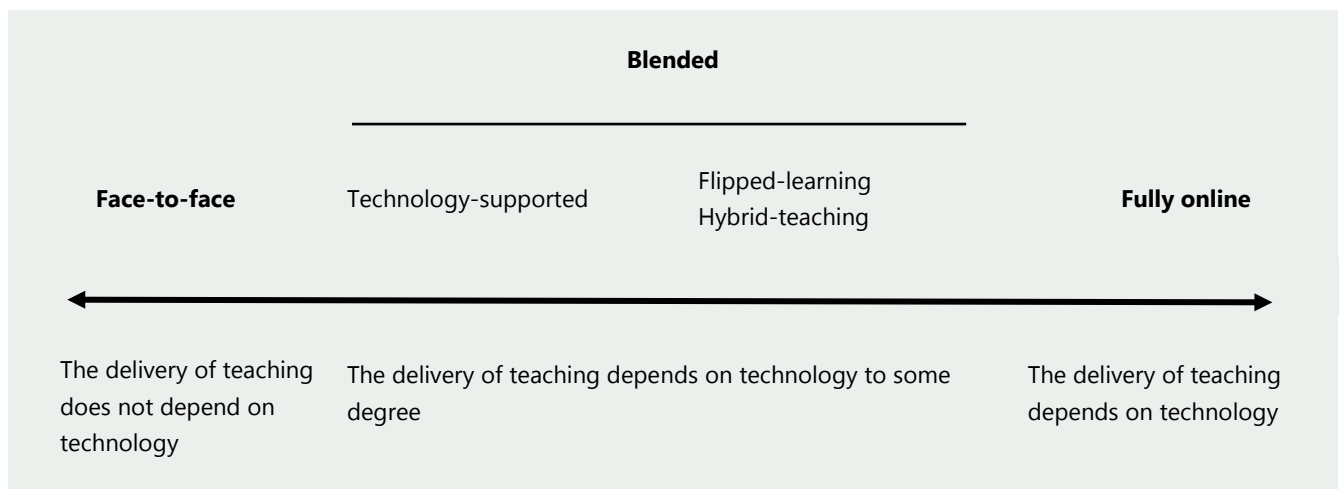 Blended
Face-to-face
Technology-supported
Flipped-learning
Hybrid-teaching
Fully online
The delivery of teaching
does not depend on
technology
The delivery of teaching depends on technology to some
degree
The delivery of teaching
depends on technology